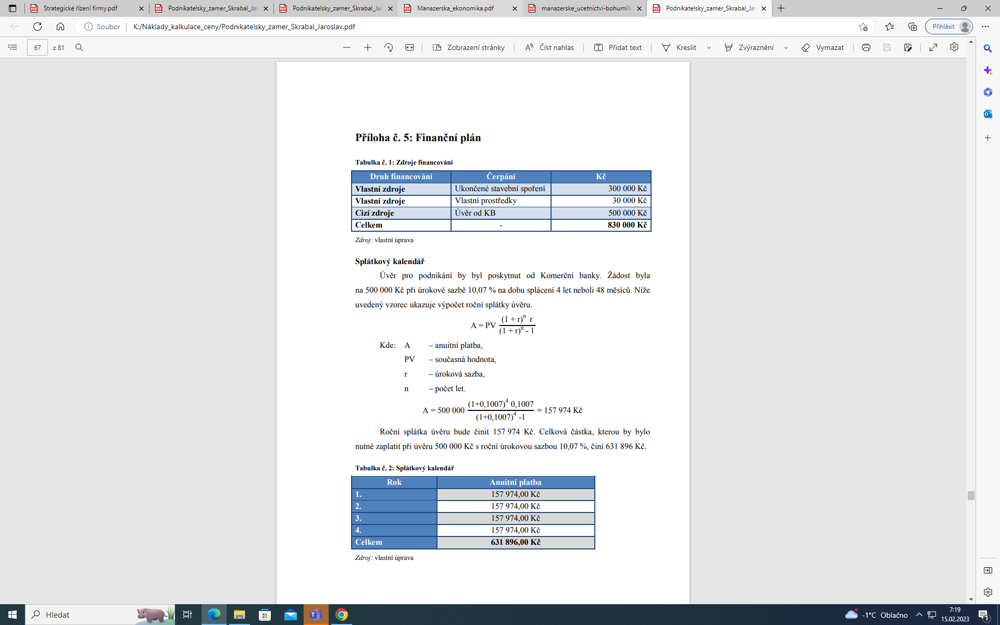 Strategické řízení firmy.pdf
Podnikatelsky_zamer_Skrabal_Jar
Podnikatelsky_zamer_Skrabal_Jar
Manazerska_ekonomika.pdf
manazerske_ucetnictvi-bohumilk
Podnikatelsky_zamer_Skrabal_Jar
Soubor
K:/Náklady_kalkulace_ceny/Podnikatelsky_zamer_Skrabal_Jaroslav.pdf
Přihlásit
67 z 81
Zobrazení stránky
Číst nahlas
Přidat text
Kreslit
Zvýraznění
Vymazat
Příloha č. 5: Finanční plán
Tabulka č. 1: Zdroje financování
Druh financování Čerpání Kč
Vlastní zdroje Ukončené stavební spoření 300 000 Kč
Vlastní zdroje Vlastní prostředky 30 000 Kč
Cizí zdroje Úvěr od KB 500 000 Kč
Celkem - 830 000 Kč
Zdroj: vlastní úprava
Splátkový kalendář
Úvěr pro podnikání by byl poskytnut od Komerční banky. Žádost byla
na 500 000 Kč při úrokové sazbě 10,07 % na dobu splácení 4 let neboli 48 měsíců. Níže
uvedený vzorec ukazuje výpočet roční splátky úvěru.
A = PV (1 + r)^n r / (1 + r)^n - 1
Kde: A – anuitní platba,
PV – současná hodnota,
r – úroková sazba,
n – počet let.
A = 500 000 (1+0,1007)^4 0,1007 / (1+0,1007)^4 -1 = 157 974 Kč
Roční splátka úvěru bude činit 157 974 Kč. Celková částka, kterou by bylo
nutné zaplatit při úvěru 500 000 Kč s roční úrokovou sazbou 10,07 %, činí 631 896 Kč.
Tabulka č. 2: Splátkový kalendář
Rok Anuitní platba
1. 157 974,00 Kč
2. 157 974,00 Kč
3. 157 974,00 Kč
4. 157 974,00 Kč
Celkem 631 896,00 Kč
Zdroj: vlastní úprava
Hledat
-1°C Oblačno
7:19
15.02.2023
1